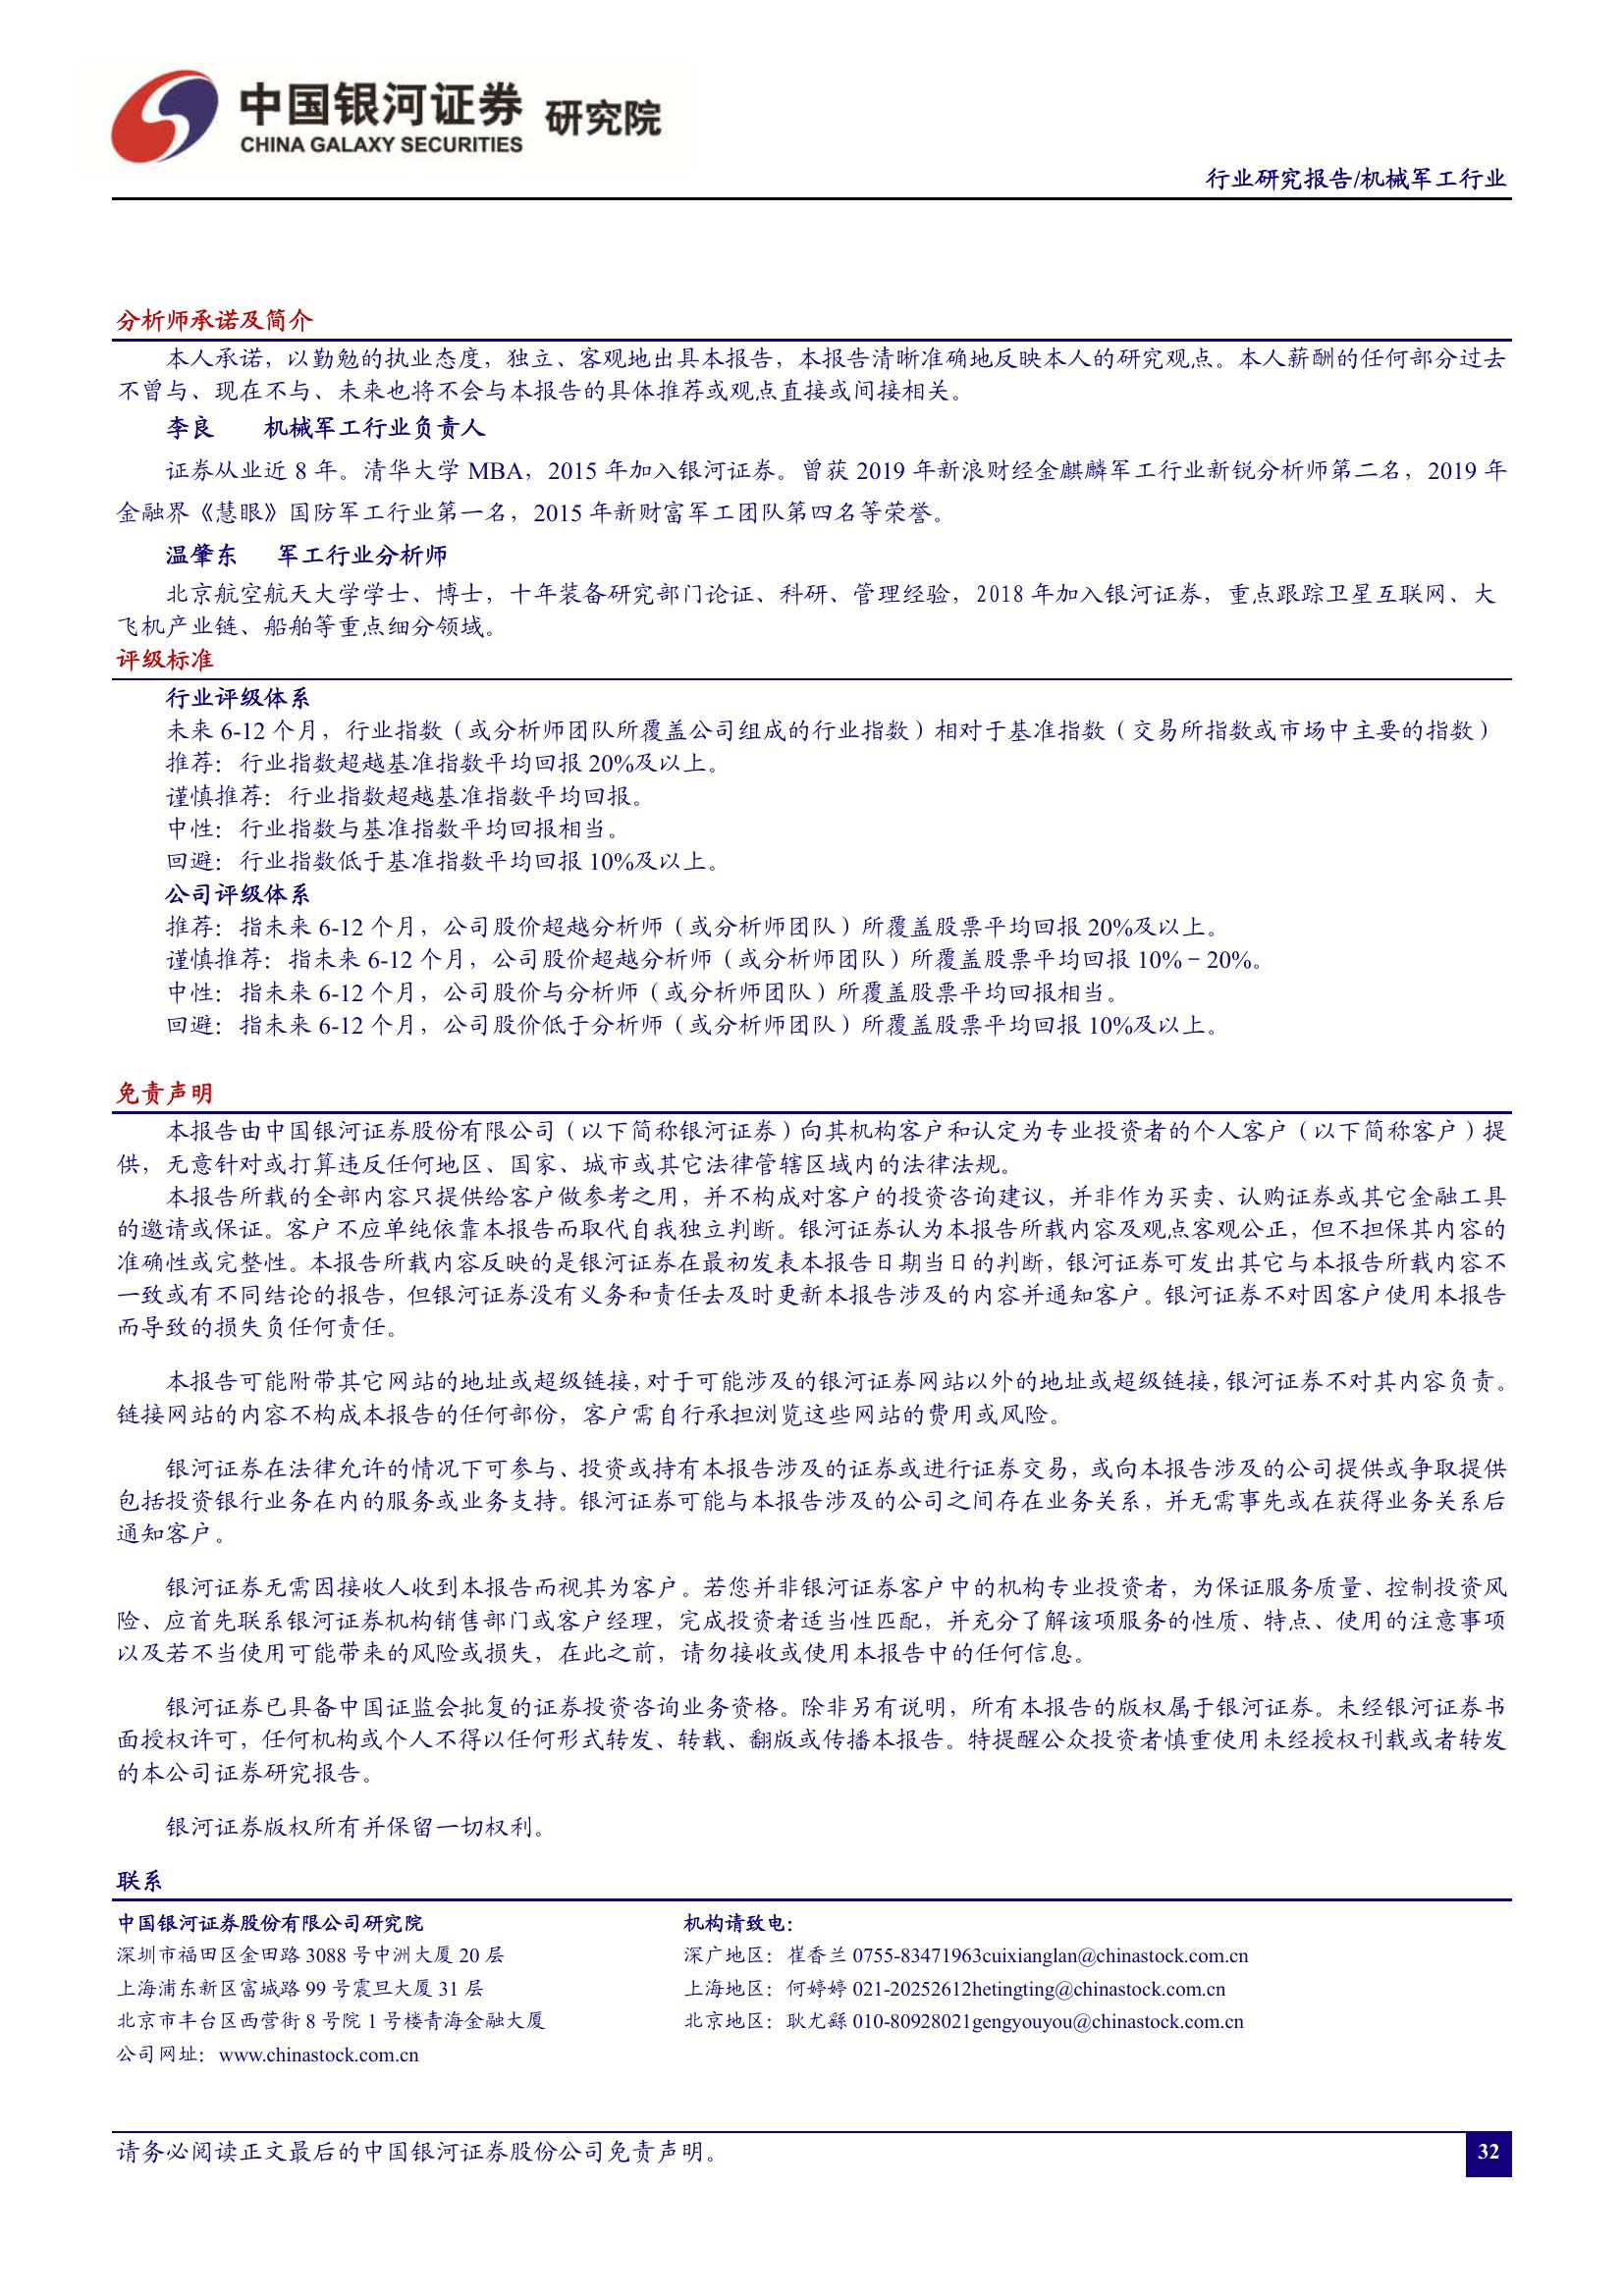 中国银河证券 研究院
CHINA GALAXY SECURITIES
行业研究报告/机械军工行业
分析师承诺及简介
本人承诺，以勤勉的执业态度，独立、客观地出具本报告，本报告清晰准确地反映本人的研究观点。本人薪酬的任何部分过去
不曾与、现在不与、未来也将不会与本报告的具体推荐或观点直接或间接相关。
李良 机械军工行业负责人
证券从业近 8 年。清华大学 MBA，2015 年加入银河证券。曾获 2019 年新浪财经金麒麟军工行业新锐分析师第二名，2019 年
金融界《慧眼》国防军工行业第一名，2015 年新财富军工团队第四名等荣誉。
温肇东 军工行业分析师
北京航空航天大学学士、博士，十年装备研究部门论证、科研、管理经验，2018 年加入银河证券，重点跟踪卫星互联网、大
飞机产业链、船舶等重点细分领域。
评级标准
行业评级体系
未来 6-12 个月，行业指数（或分析师团队所覆盖公司组成的行业指数）相对于基准指数（交易所指数或市场中主要的指数）
推荐：行业指数超越基准指数平均回报 20%及以上。
谨慎推荐：行业指数超越基准指数平均回报。
中性：行业指数与基准指数平均回报相当。
回避：行业指数低于基准指数平均回报 10%及以上。
公司评级体系
推荐：指未来 6-12 个月，公司股价超越分析师（或分析师团队）所覆盖股票平均回报 20%及以上。
谨慎推荐：指未来 6-12 个月，公司股价超越分析师（或分析师团队）所覆盖股票平均回报 10%－20%。
中性：指未来 6-12 个月，公司股价与分析师（或分析师团队）所覆盖股票平均回报相当。
回避：指未来 6-12 个月，公司股价低于分析师（或分析师团队）所覆盖股票平均回报 10%及以上。
免责声明
本报告由中国银河证券股份有限公司（以下简称银河证券）向其机构客户和认定为专业投资者的个人客户（以下简称客户）提
供，无意针对或打算违反任何地区、国家、城市或其它法律管辖区域内的法律法规。
本报告所载的全部内容只提供给客户做参考之用，并不构成对客户的投资咨询建议，并非作为买卖、认购证券或其它金融工具
的邀请或保证。客户不应单纯依靠本报告而取代自我独立判断。银河证券认为本报告所载内容及观点客观公正，但不担保其内容的
准确性或完整性。本报告所载内容反映的是银河证券在最初发表本报告日期当日的判断，银河证券可发出其它与本报告所载内容不
一致或有不同结论的报告，但银河证券没有义务和责任去及时更新本报告涉及的内容并通知客户。银河证券不对因客户使用本报告
而导致的损失负任何责任。
本报告可能附带其它网站的地址或超级链接，对于可能涉及的银河证券网站以外的地址或超级链接，银河证券不对其内容负责。
链接网站的内容不构成本报告的任何部份，客户需自行承担浏览这些网站的费用或风险。
银河证券在法律允许的情况下可参与、投资或持有本报告涉及的证券或进行证券交易，或向本报告涉及的公司提供或争取提供
包括投资银行业务在内的服务或业务支持。银河证券可能与本报告涉及的公司之间存在业务关系，并无需事先或在获得业务关系后
通知客户。
银河证券无需因接收人收到本报告而视其为客户。若您并非银河证券客户中的机构专业投资者，为保证服务质量、控制投资风
险、应首先联系银河证券机构销售部门或客户经理，完成投资者适当性匹配，并充分了解该项服务的性质、特点、使用的注意事项
以及若不当使用可能带来的风险或损失，在此之前，请勿接收或使用本报告中的任何信息。
银河证券已具备中国证监会批复的证券投资咨询业务资格。除非另有说明，所有本报告的版权属于银河证券。未经银河证券书
面授权许可，任何机构或个人不得以任何形式转发、转载、翻版或传播本报告。特提醒公众投资者慎重使用未经授权刊载或者转发
的本公司证券研究报告。
银河证券版权所有并保留一切权利。
联系
中国银河证券股份有限公司研究院 机构请致电：
深圳市福田区金田路 3088 号中洲大厦 20 层 深广地区：崔香兰 0755-83471963cuixianglan@chinastock.com.cn
上海浦东新区富城路 99 号震旦大厦 31 层 上海地区：何婷婷 021-20252612hetingting@chinastock.com.cn
北京市丰台区西营街 8 号院 1 号楼青海金融大厦 北京地区：耿尤繇 010-80928021gengyouyou@chinastock.com.cn
公司网址：www.chinastock.com.cn
请务必阅读正文最后的中国银河证券股份公司免责声明。 32